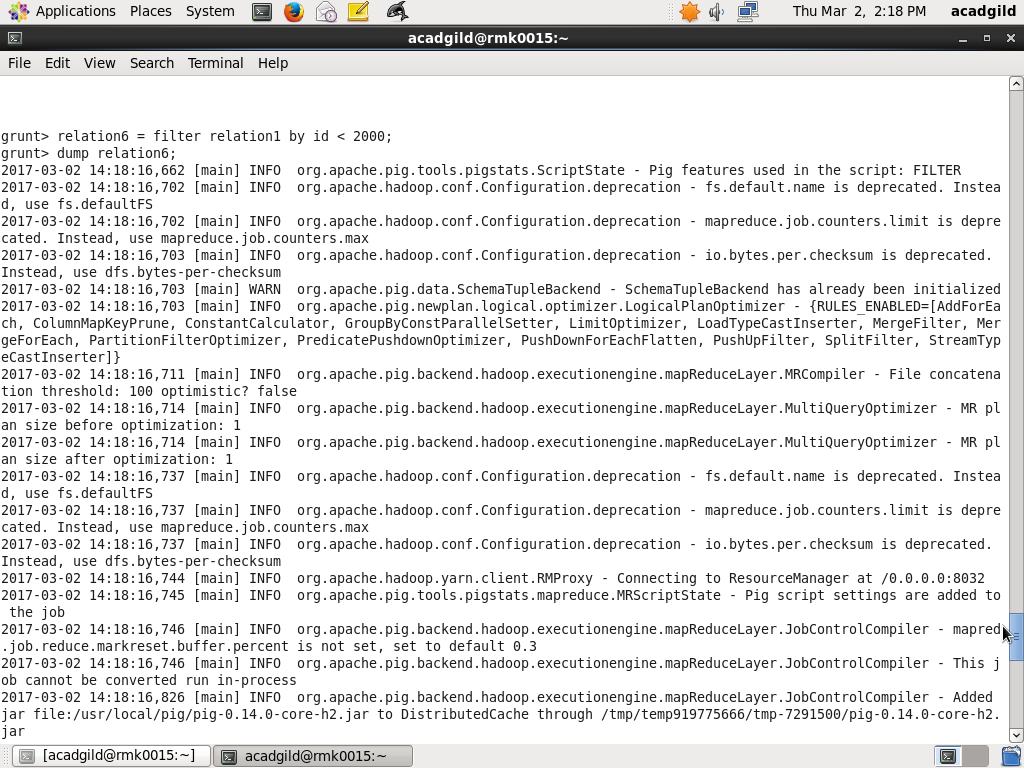 Applications Places System Thu Mar 2, 2:18 PM acadgild
acadgild@rmk0015:~
File Edit View Search Terminal Help
grunt> relation6 = filter relation1 by id < 2000;
grunt> dump relation6;
2017-03-02 14:18:16,662 [main] INFO  org.apache.pig.tools.pigstats.ScriptState - Pig features used in the script: FILTER
2017-03-02 14:18:16,702 [main] INFO  org.apache.hadoop.conf.Configuration.deprecation - fs.default.name is deprecated. Instea
d, use fs.defaultFS
2017-03-02 14:18:16,702 [main] INFO  org.apache.hadoop.conf.Configuration.deprecation - mapreduce.job.counters.limit is depre
cated. Instead, use mapreduce.job.counters.max
2017-03-02 14:18:16,703 [main] INFO  org.apache.hadoop.conf.Configuration.deprecation - io.bytes.per.checksum is deprecated.
Instead, use dfs.bytes-per-checksum
2017-03-02 14:18:16,703 [main] WARN  org.apache.pig.data.SchemaTupleBackend - SchemaTupleBackend has already been initialized
2017-03-02 14:18:16,703 [main] INFO  org.apache.pig.newplan.logical.optimizer.LogicalPlanOptimizer - {RULES_ENABLED=[AddForEa
ch, ColumnMapKeyPrune, ConstantCalculator, GroupByConstParallelSetter, LimitOptimizer, LoadTypeCastInserter, MergeFilter, Mer
geForEach, PartitionFilterOptimizer, PredicatePushdownOptimizer, PushDownForEachFlatten, PushUpFilter, SplitFilter, StreamTyp
eCastInserter]}
2017-03-02 14:18:16,711 [main] INFO  org.apache.pig.backend.hadoop.executionengine.mapReduceLayer.MRCompiler - File concatena
tion threshold: 100 optimistic? false
2017-03-02 14:18:16,714 [main] INFO  org.apache.pig.backend.hadoop.executionengine.mapReduceLayer.MultiQueryOptimizer - MR pl
an size before optimization: 1
2017-03-02 14:18:16,714 [main] INFO  org.apache.pig.backend.hadoop.executionengine.mapReduceLayer.MultiQueryOptimizer - MR pl
an size after optimization: 1
2017-03-02 14:18:16,737 [main] INFO  org.apache.hadoop.conf.Configuration.deprecation - fs.default.name is deprecated. Instea
d, use fs.defaultFS
2017-03-02 14:18:16,737 [main] INFO  org.apache.hadoop.conf.Configuration.deprecation - mapreduce.job.counters.limit is depre
cated. Instead, use mapreduce.job.counters.max
2017-03-02 14:18:16,737 [main] INFO  org.apache.hadoop.conf.Configuration.deprecation - io.bytes.per.checksum is deprecated.
Instead, use dfs.bytes-per-checksum
2017-03-02 14:18:16,744 [main] INFO  org.apache.hadoop.yarn.client.RMProxy - Connecting to ResourceManager at /0.0.0.0:8032
2017-03-02 14:18:16,745 [main] INFO  org.apache.pig.tools.pigstats.mapreduce.MRScriptState - Pig script settings are added to
 the job
2017-03-02 14:18:16,746 [main] INFO  org.apache.pig.backend.hadoop.executionengine.mapReduceLayer.JobControlCompiler - mapred
.job.reduce.markreset.buffer.percent is not set, set to default 0.3
2017-03-02 14:18:16,746 [main] INFO  org.apache.pig.backend.hadoop.executionengine.mapReduceLayer.JobControlCompiler - This j
ob cannot be converted run in-process
2017-03-02 14:18:16,826 [main] INFO  org.apache.pig.backend.hadoop.executionengine.mapReduceLayer.JobControlCompiler - Added
jar file:/usr/local/pig/pig-0.14.0-core-h2.jar to DistributedCache through /tmp/temp919775666/tmp-7291500/pig-0.14.0-core-h2.
jar
[acadgild@rmk0015:~] acadgild@rmk0015:~